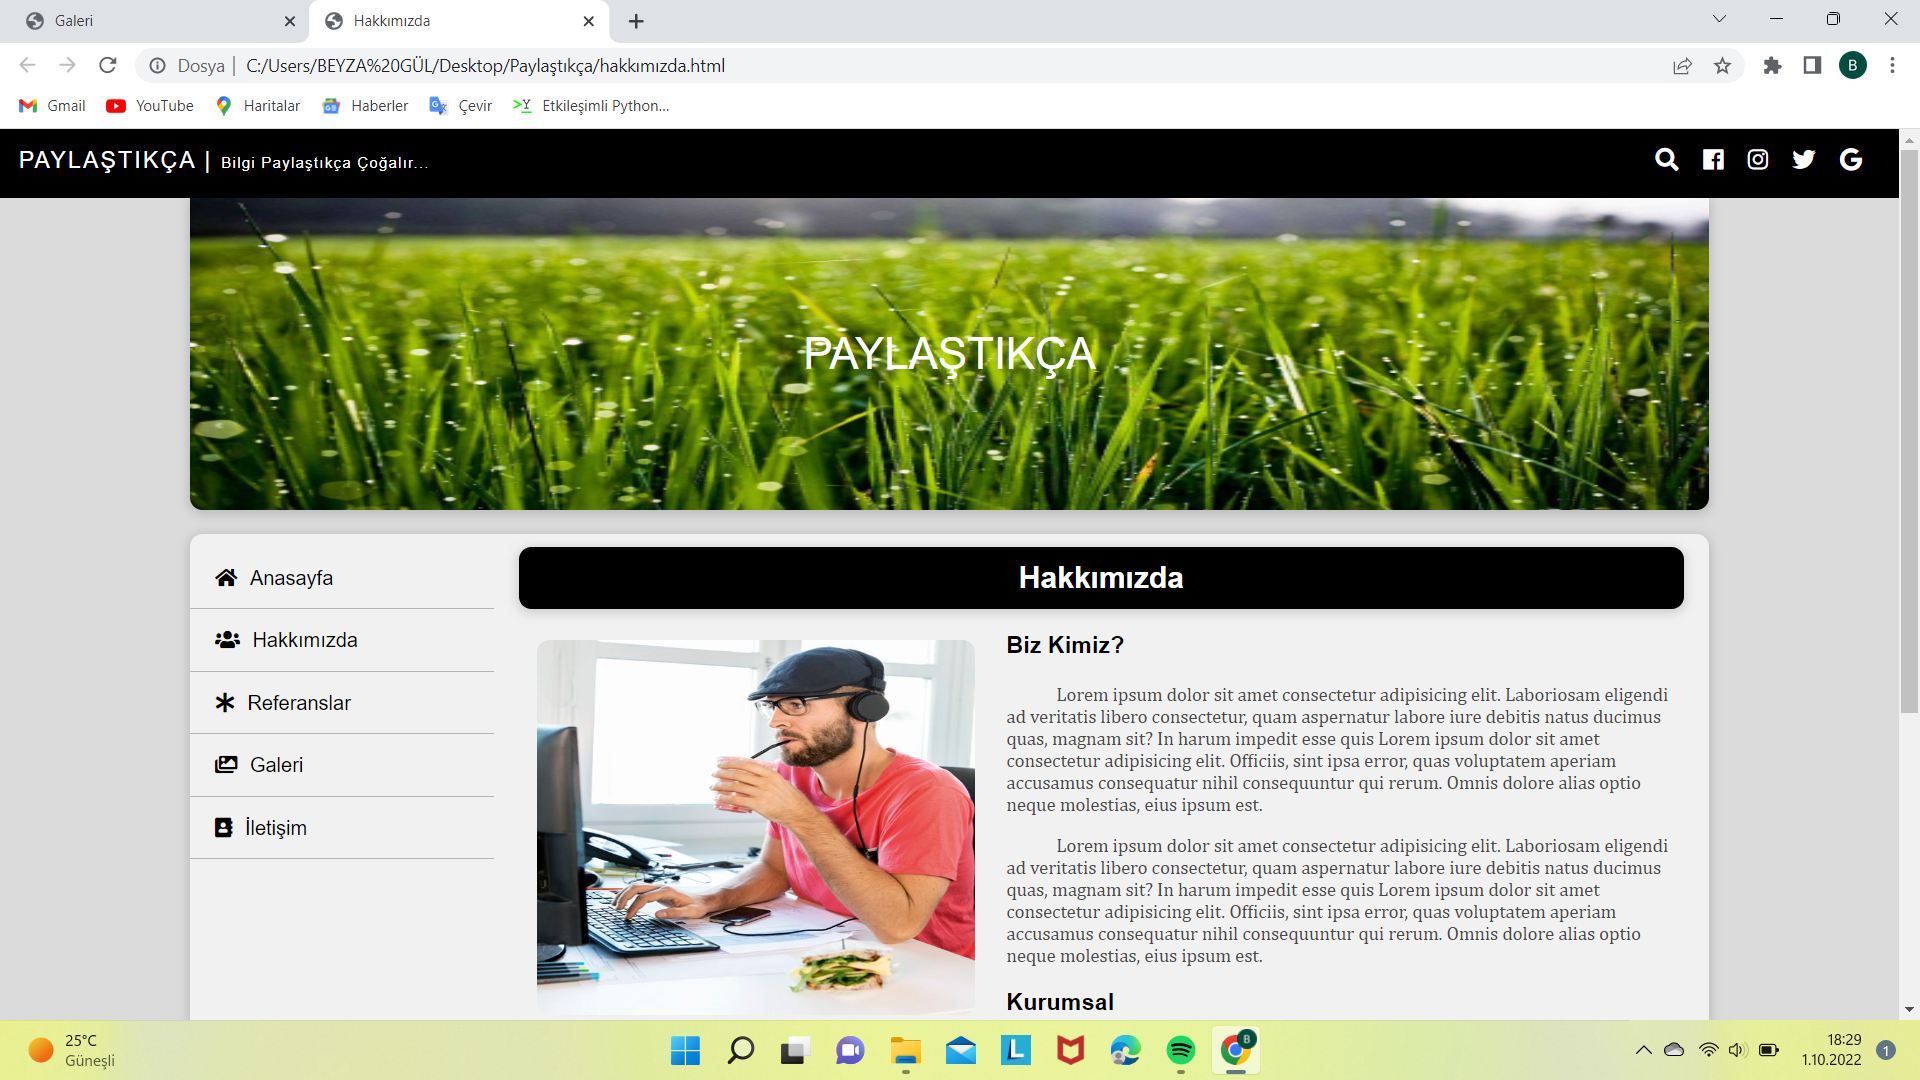 Galeri
Hakkımızda
Dosya | C:/Users/BEYZA%20GÜL/Desktop/Paylaştıkça/hakkımızda.html
B
Gmail
YouTube
Haritalar
Haberler
Çevir
Etkileşimli Python...
PAYLAŞTIKÇA | Bilgi Paylaştıkça Çoğalır...
PAYLAŞTIKÇA
Anasayfa
Hakkımızda
Referanslar
Galeri
İletişim
Hakkımızda
Biz Kimiz?
Lorem ipsum dolor sit amet consectetur adipisicing elit. Laboriosam eligendi
ad veritatis libero consectetur, quam aspernatur labore iure debitis natus ducimus
quas, magnam sit? In harum impedit esse quis Lorem ipsum dolor sit amet
consectetur adipisicing elit. Officiis, sint ipsa error, quas voluptatem aperiam
accusamus consequatur nihil consequuntur qui rerum. Omnis dolore alias optio
neque molestias, eius ipsum est.
Lorem ipsum dolor sit amet consectetur adipisicing elit. Laboriosam eligendi
ad veritatis libero consectetur, quam aspernatur labore iure debitis natus ducimus
quas, magnam sit? In harum impedit esse quis Lorem ipsum dolor sit amet
consectetur adipisicing elit. Officiis, sint ipsa error, quas voluptatem aperiam
accusamus consequatur nihil consequuntur qui rerum. Omnis dolore alias optio
neque molestias, eius ipsum est.
Kurumsal
25°C
Güneşli
L
B
18:29
1.10.2022
1